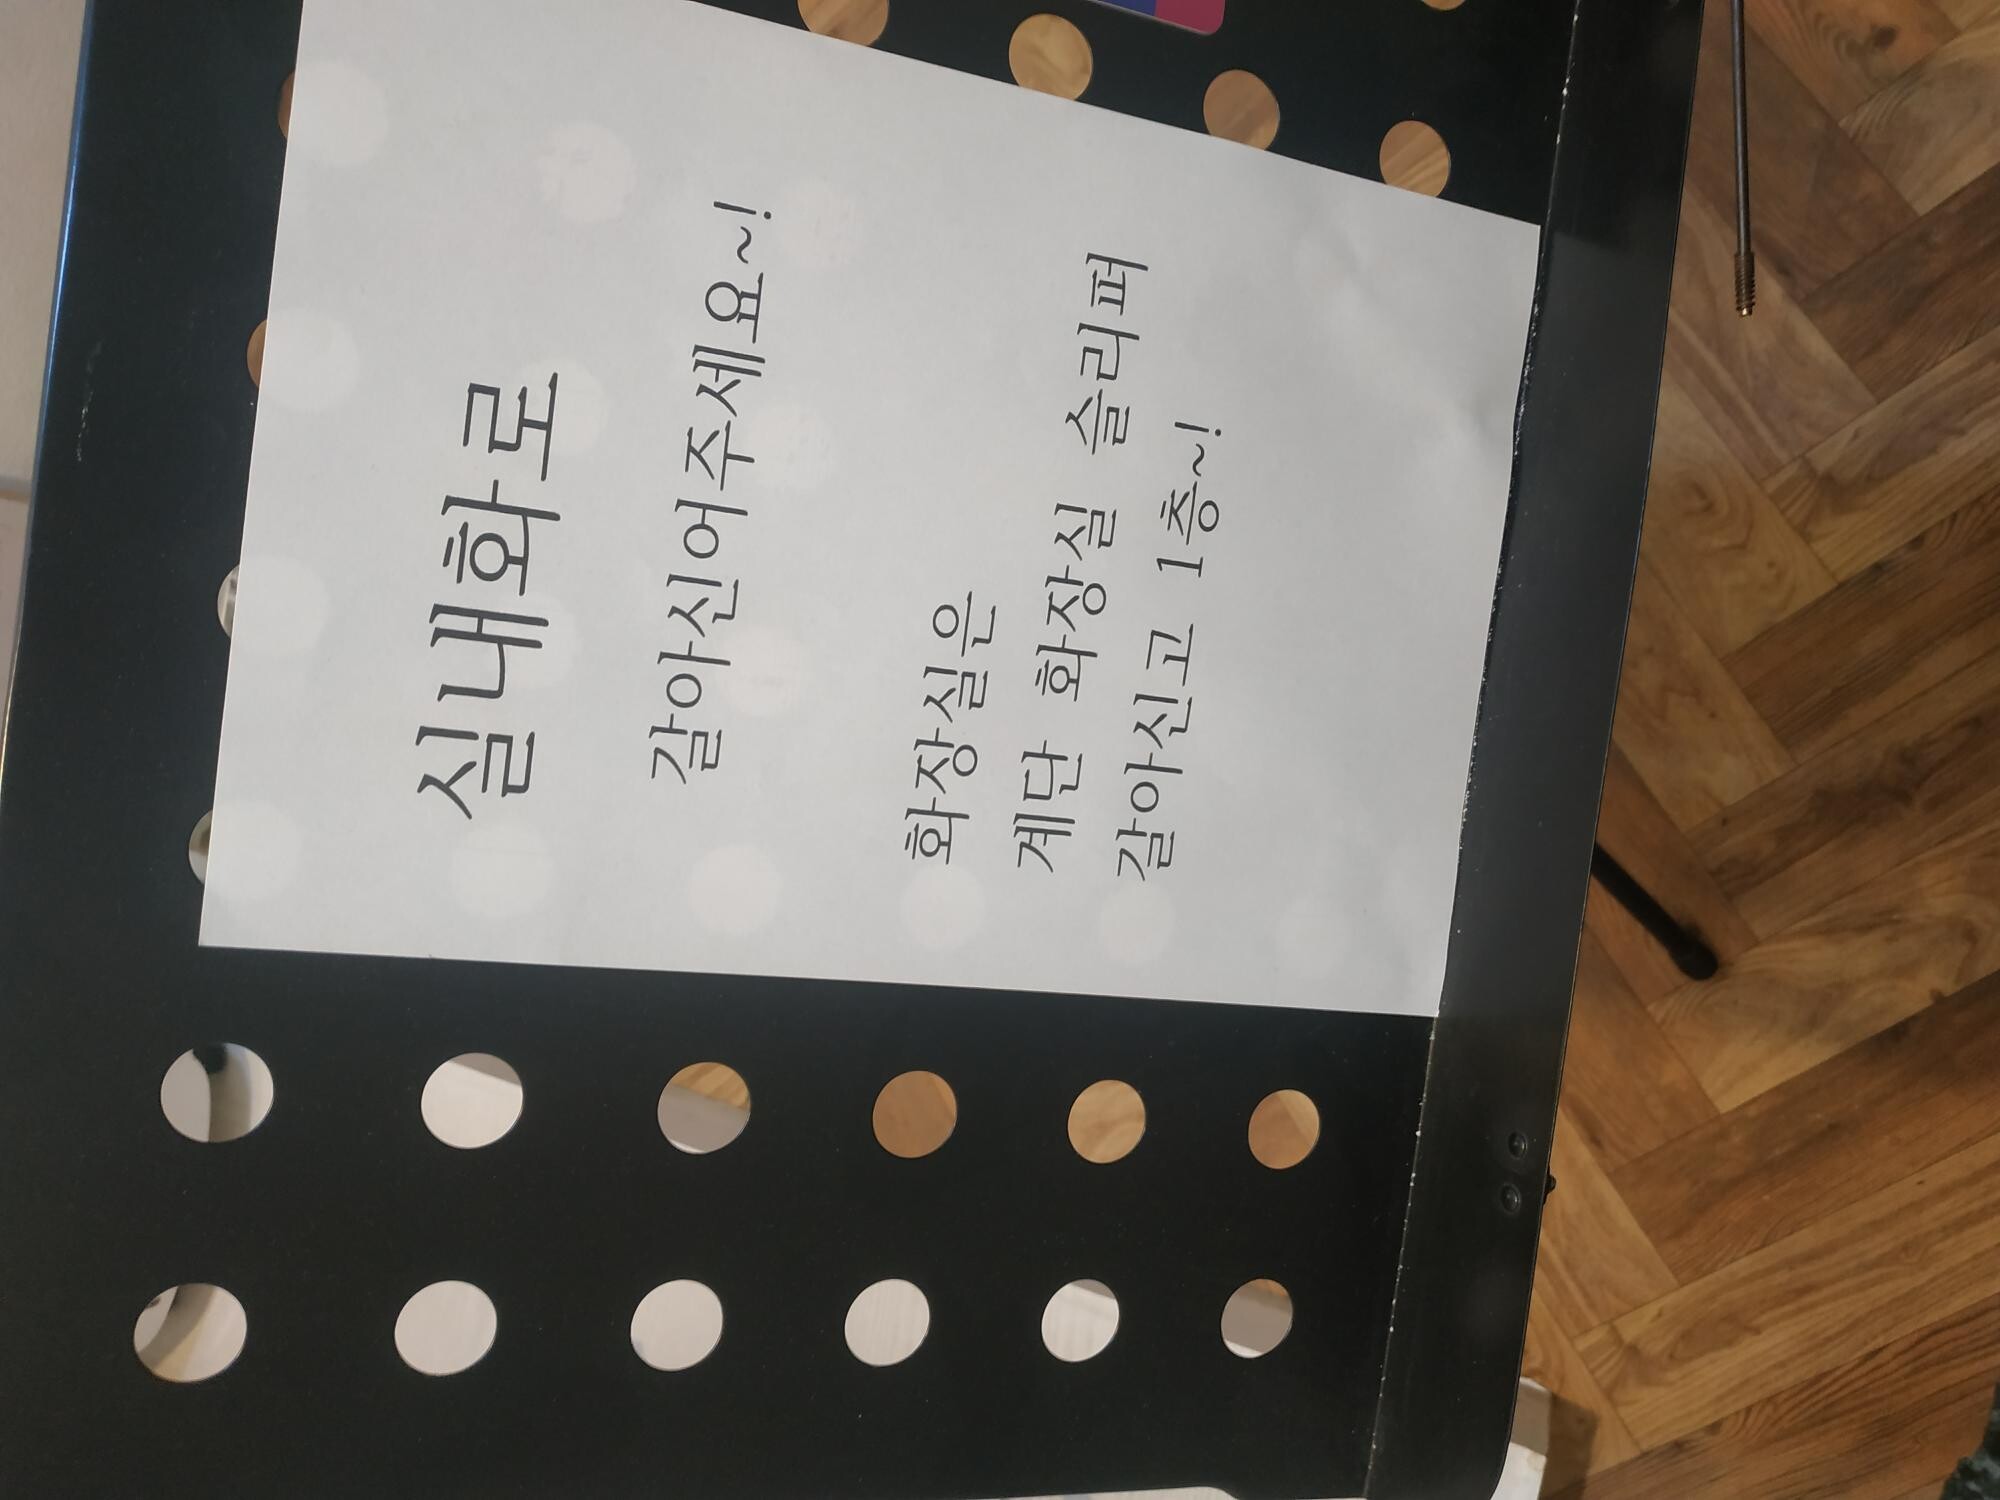 실내화로
갈아신어주세요~!
화장실은
계단 화장실 슬리퍼
갈아신고 1층~!